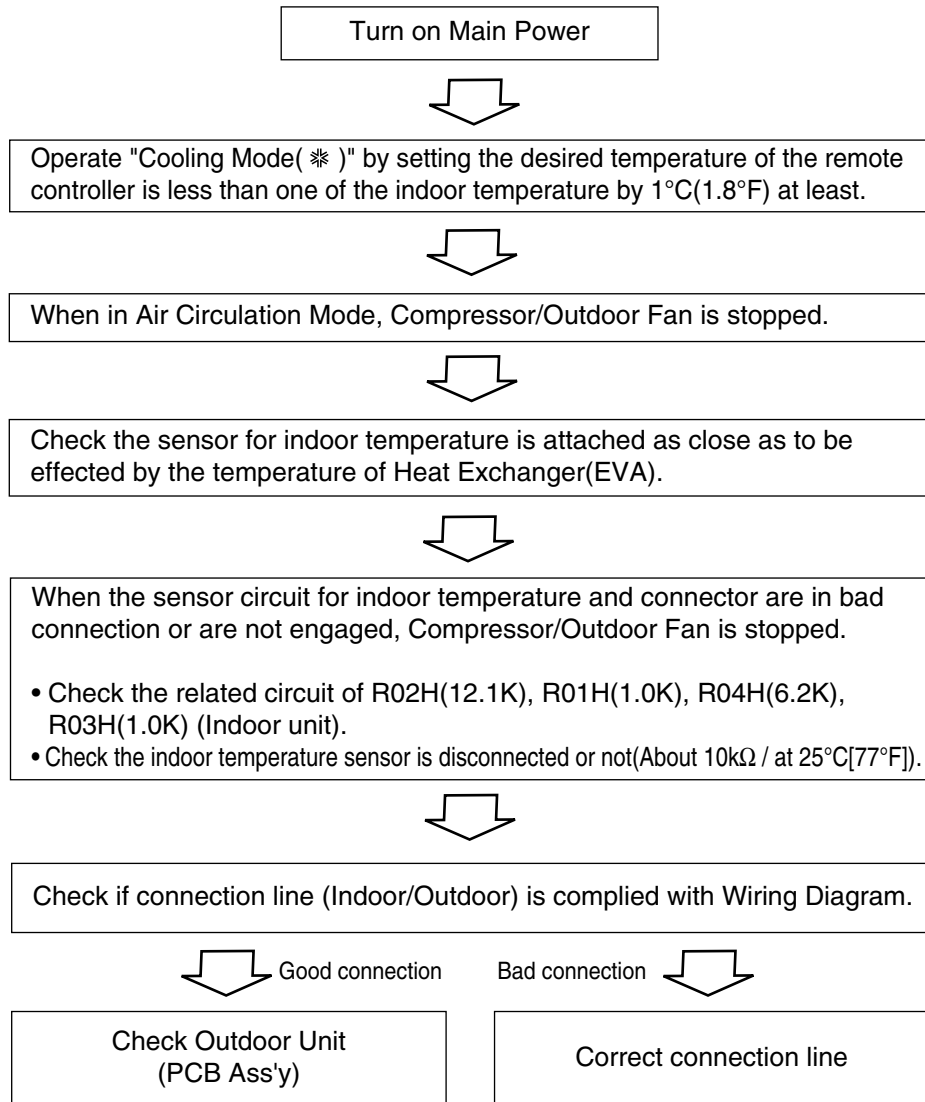 Turn on Main Power
Operate "Cooling Mode( ❄ )" by setting the desired temperature of the remote
controller is less than one of the indoor temperature by 1°C(1.8°F) at least.
When in Air Circulation Mode, Compressor/Outdoor Fan is stopped.
Check the sensor for indoor temperature is attached as close as to be
effected by the temperature of Heat Exchanger(EVA).
When the sensor circuit for indoor temperature and connector are in bad
connection or are not engaged, Compressor/Outdoor Fan is stopped.
• Check the related circuit of R02H(12.1K), R01H(1.0K), R04H(6.2K),
R03H(1.0K) (Indoor unit).
• Check the indoor temperature sensor is disconnected or not(About 10kΩ / at 25°C[77°F]).
Check if connection line (Indoor/Outdoor) is complied with Wiring Diagram.
Good connection
Bad connection
Check Outdoor Unit
(PCB Ass'y)
Correct connection line